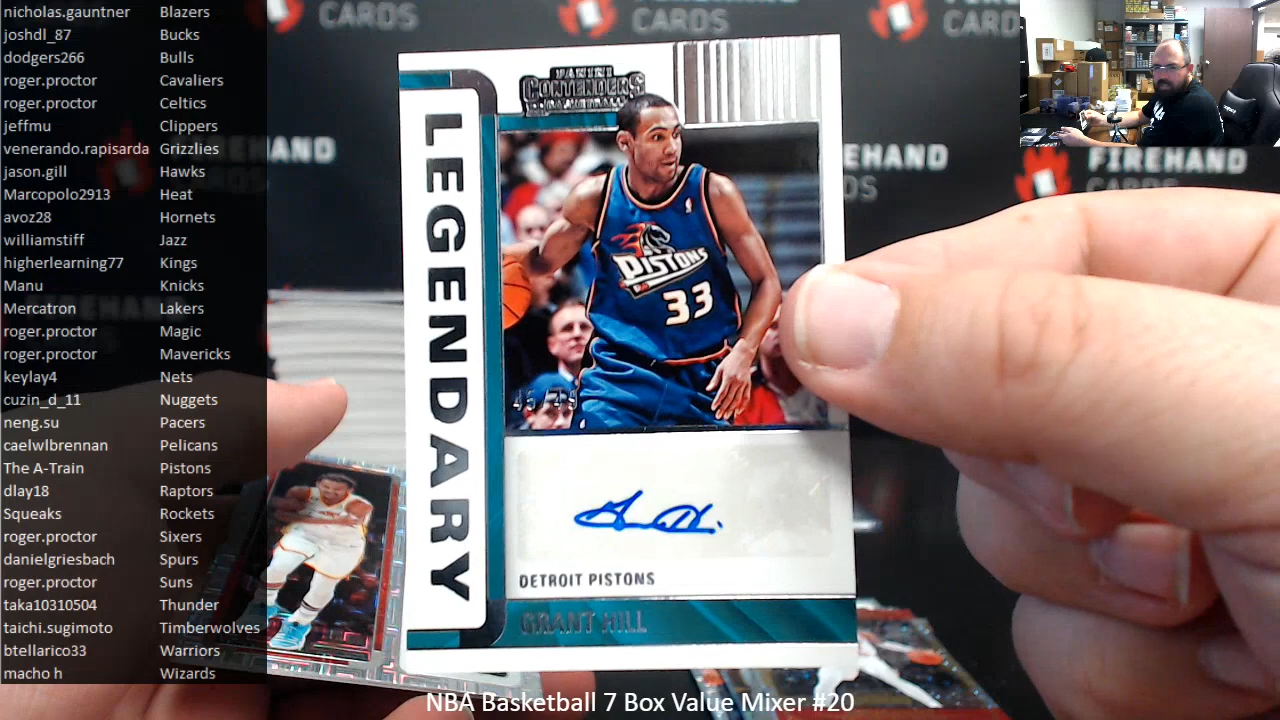 nicholas.gauntner Blazers
joshdl_87 Bucks
dodgers266 Bulls
roger.proctor Cavaliers
roger.proctor Celtics
jeffmu Clippers
venerando.rapisarda Grizzlies
jason.gill Hawks
Marcopolo2913 Heat
avoz28 Hornets
williamstiff Jazz
higherlearning77 Kings
Manu Knicks
Mercatron Lakers
roger.proctor Magic
roger.proctor Mavericks
keylay4 Nets
cuzin_d_11 Nuggets
neng.su Pacers
caelwlbrennan Pelicans
The A-Train Pistons
dlay18 Raptors
Squeaks Rockets
roger.proctor Sixers
danielgriesbach Spurs
roger.proctor Suns
taka10310504 Thunder
taichi.sugimoto Timberwolves
btellarico33 Warriors
macho h Wizards
CARDS
CARDS
CARDS
FIREHAND
CARDS
PANINI
CONTENDERS
BASKETBALL
LEGENDARY
PISTONS
33
DETROIT PISTONS
GRANT HILL
NBA Basketball 7 Box Value Mixer #20